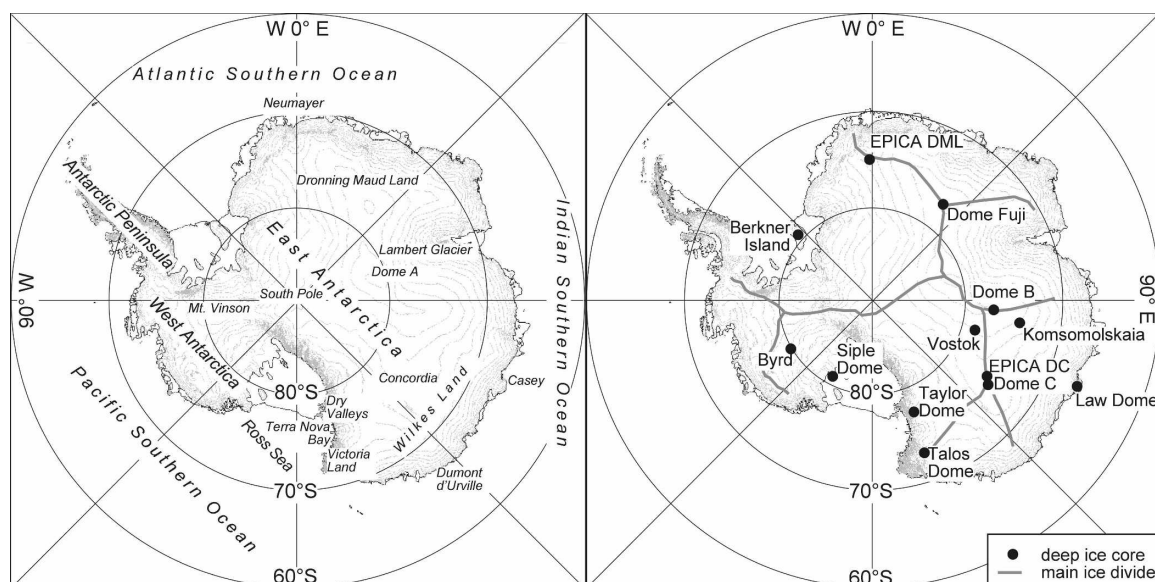 W 0° E
Atlantic Southern Ocean
Neumayer
Antarctic Peninsula
Dronning Maud Land
East Antarctica
Lambert Glacier
Dome A
Indian Southern Ocean
90° W
South Pole
Mt. Vinson
West Antarctica
Pacific Southern Ocean
Concordia
Casey
80°S
Dry
Valleys
Wilkes Land
Terra Nova
Bay
Ross Sea
Victoria
Land
Dumont
d'Urville
70°S
60°S
W 0° E
EPICA DML
Dome Fuji
Berkner
Island
90° E
Dome B
Komsomolskaia
Vostok
Byrd
Siple
Dome
EPICA DC
Dome C
80°S
Taylor
Dome
Law Dome
Talos
Dome
70°S
deep ice core
main ice divide